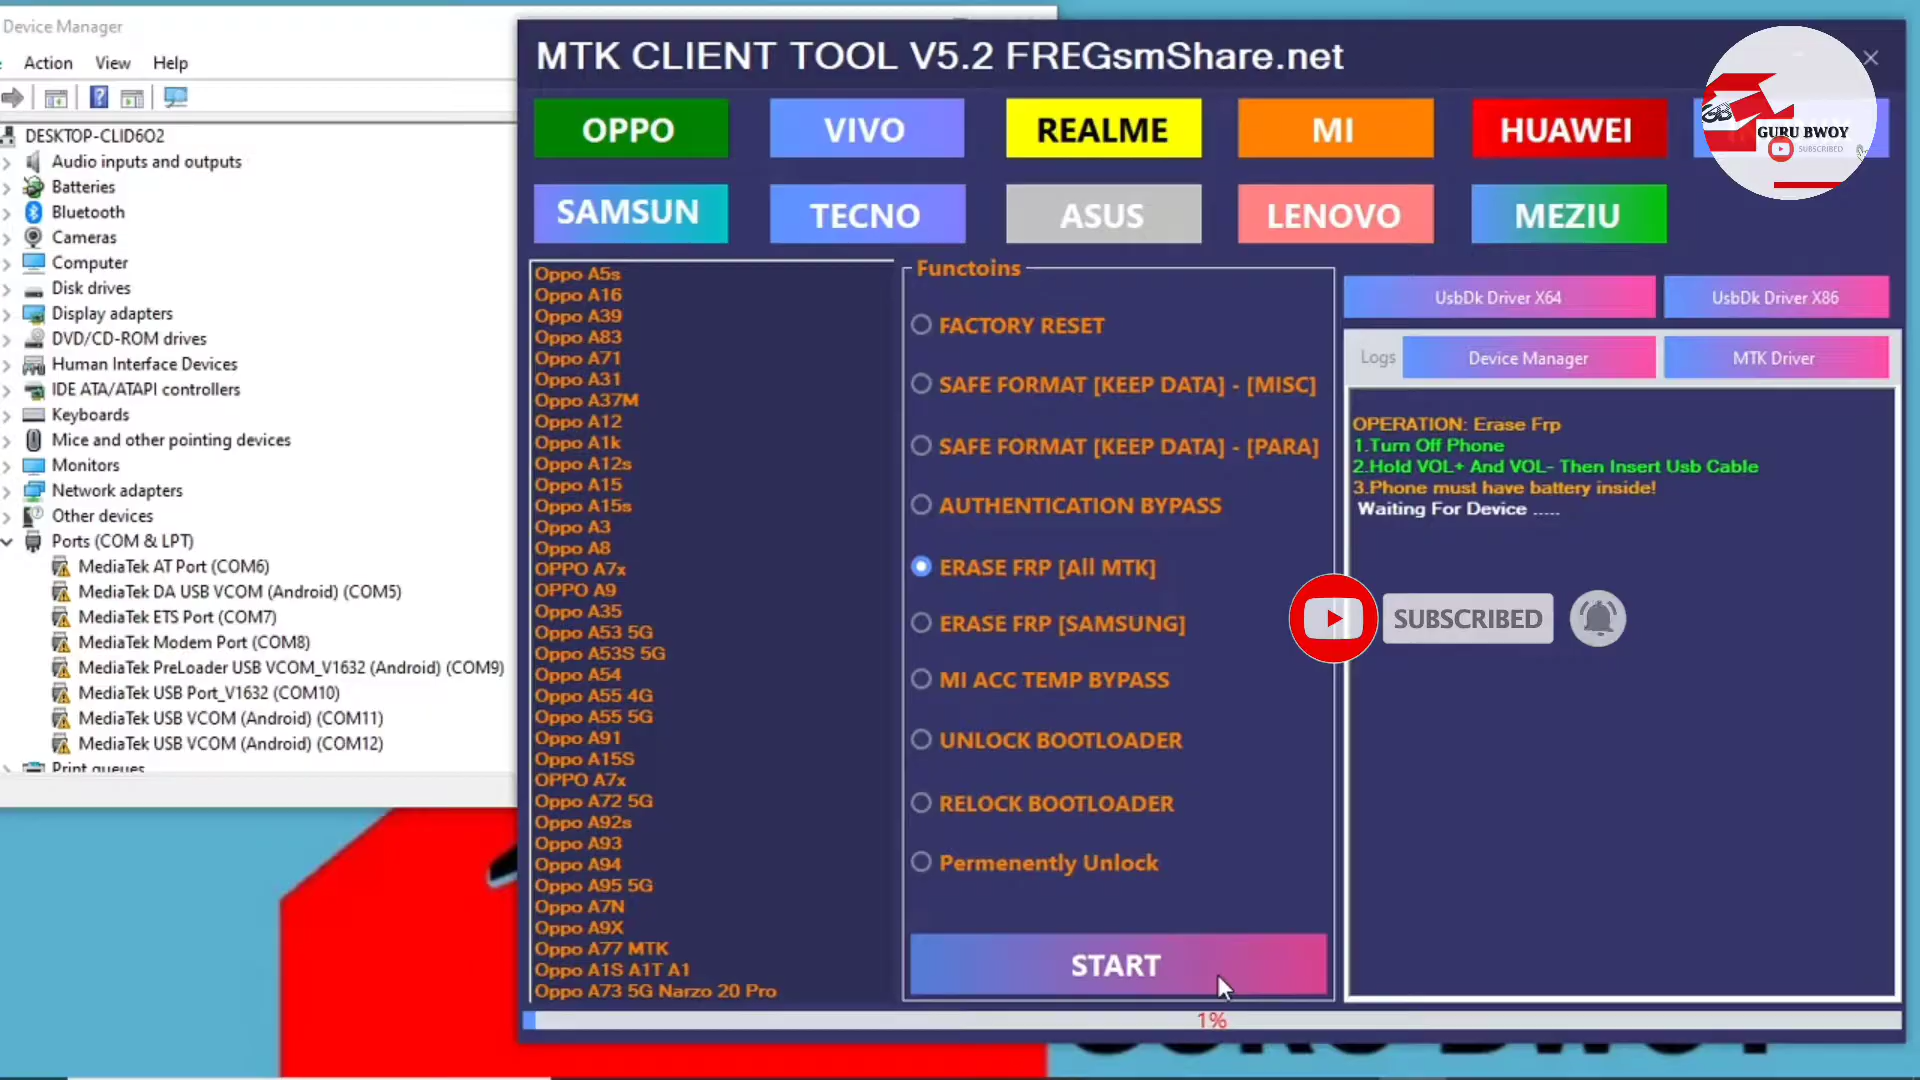 Device Manager
Action View Help
DESKTOP-CLID6O2
Audio inputs and outputs
Batteries
Bluetooth
Cameras
Computer
Disk drives
Display adapters
DVD/CD-ROM drives
Human Interface Devices
IDE ATA/ATAPI controllers
Keyboards
Mice and other pointing devices
Monitors
Network adapters
Other devices
Ports (COM & LPT)
MediaTek AT Port (COM6)
MediaTek DA USB VCOM (Android) (COM5)
MediaTek ETS Port (COM7)
MediaTek Modem Port (COM8)
MediaTek PreLoader USB VCOM_V1632 (Android) (COM9)
MediaTek USB Port_V1632 (COM10)
MediaTek USB VCOM (Android) (COM11)
MediaTek USB VCOM (Android) (COM12)
Print queues
MTK CLIENT TOOL V5.2 FREGsmShare.net
OPPO VIVO REALME MI HUAWEI
GURU BWOY
SUBSCRIBED
SAMSUN TECNO ASUS LENOVO MEZIU
Oppo A5s
Oppo A16
Oppo A39
Oppo A83
Oppo A71
Oppo A31
Oppo A37M
Oppo A12
Oppo A1k
Oppo A12s
Oppo A15
Oppo A15s
Oppo A3
Oppo A8
OPPO A7x
OPPO A9
Oppo A35
Oppo A53 5G
Oppo A53S 5G
Oppo A54
Oppo A55 4G
Oppo A55 5G
Oppo A91
Oppo A15S
OPPO A7x
Oppo A72 5G
Oppo A92s
Oppo A93
Oppo A94
Oppo A95 5G
Oppo A7N
Oppo A9X
Oppo A77 MTK
Oppo A1S A1T A1
Oppo A73 5G Narzo 20 Pro
Functoins
FACTORY RESET
SAFE FORMAT [KEEP DATA] - [MISC]
SAFE FORMAT [KEEP DATA] - [PARA]
AUTHENTICATION BYPASS
ERASE FRP [All MTK]
ERASE FRP [SAMSUNG]
MI ACC TEMP BYPASS
UNLOCK BOOTLOADER
RELOCK BOOTLOADER
Permenently Unlock
START
UsbDk Driver X64 UsbDk Driver X86
Logs Device Manager MTK Driver
OPERATION: Erase Frp
1.Turn Off Phone
2.Hold VOL+ And VOL- Then Insert Usb Cable
3.Phone must have battery inside!
Waiting For Device .....
SUBSCRIBED
1%